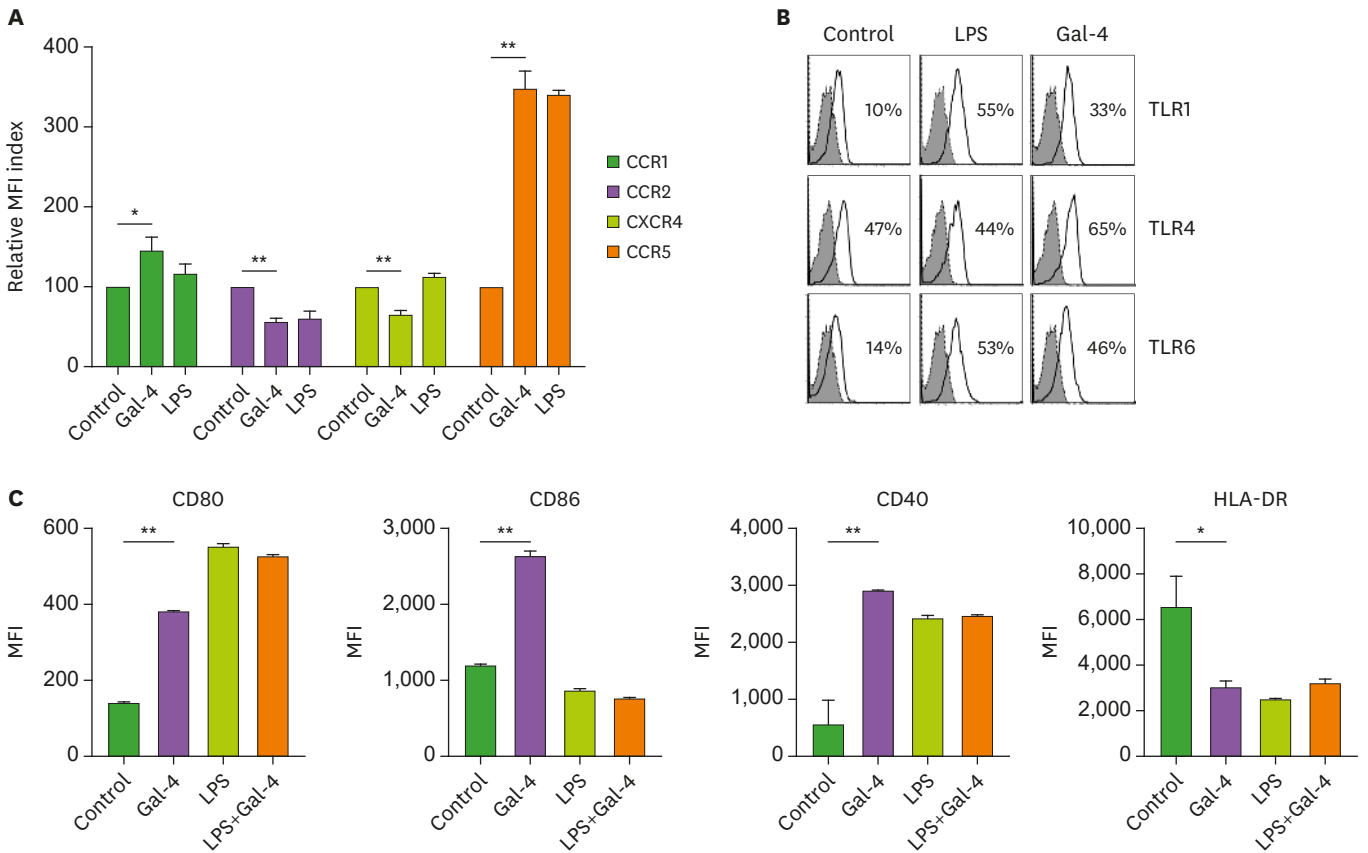 A
Relative MFI index
400
300
200
100
0
*
**
**
**
Control
Gal-4
LPS
Control
Gal-4
LPS
Control
Gal-4
LPS
Control
Gal-4
LPS
CCR1
CCR2
CXCR4
CCR5
B
Control LPS Gal-4
10% 55% 33% TLR1
47% 44% 65% TLR4
14% 53% 46% TLR6
C
CD80
MFI
600
400
200
0
**
Control
Gal-4
LPS
LPS+Gal-4
CD86
MFI
3,000
2,000
1,000
0
**
Control
Gal-4
LPS
LPS+Gal-4
CD40
MFI
4,000
3,000
2,000
1,000
0
**
Control
Gal-4
LPS
LPS+Gal-4
HLA-DR
MFI
10,000
8,000
6,000
4,000
2,000
0
*
Control
Gal-4
LPS
LPS+Gal-4